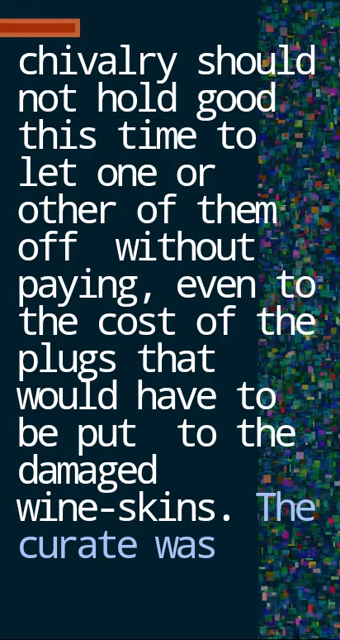 chivalry should
not hold good
this time to
let one or
other of them
off  without
paying, even to
the cost of the
plugs that
would have to
be put  to the
damaged
wine-skins. The
curate was